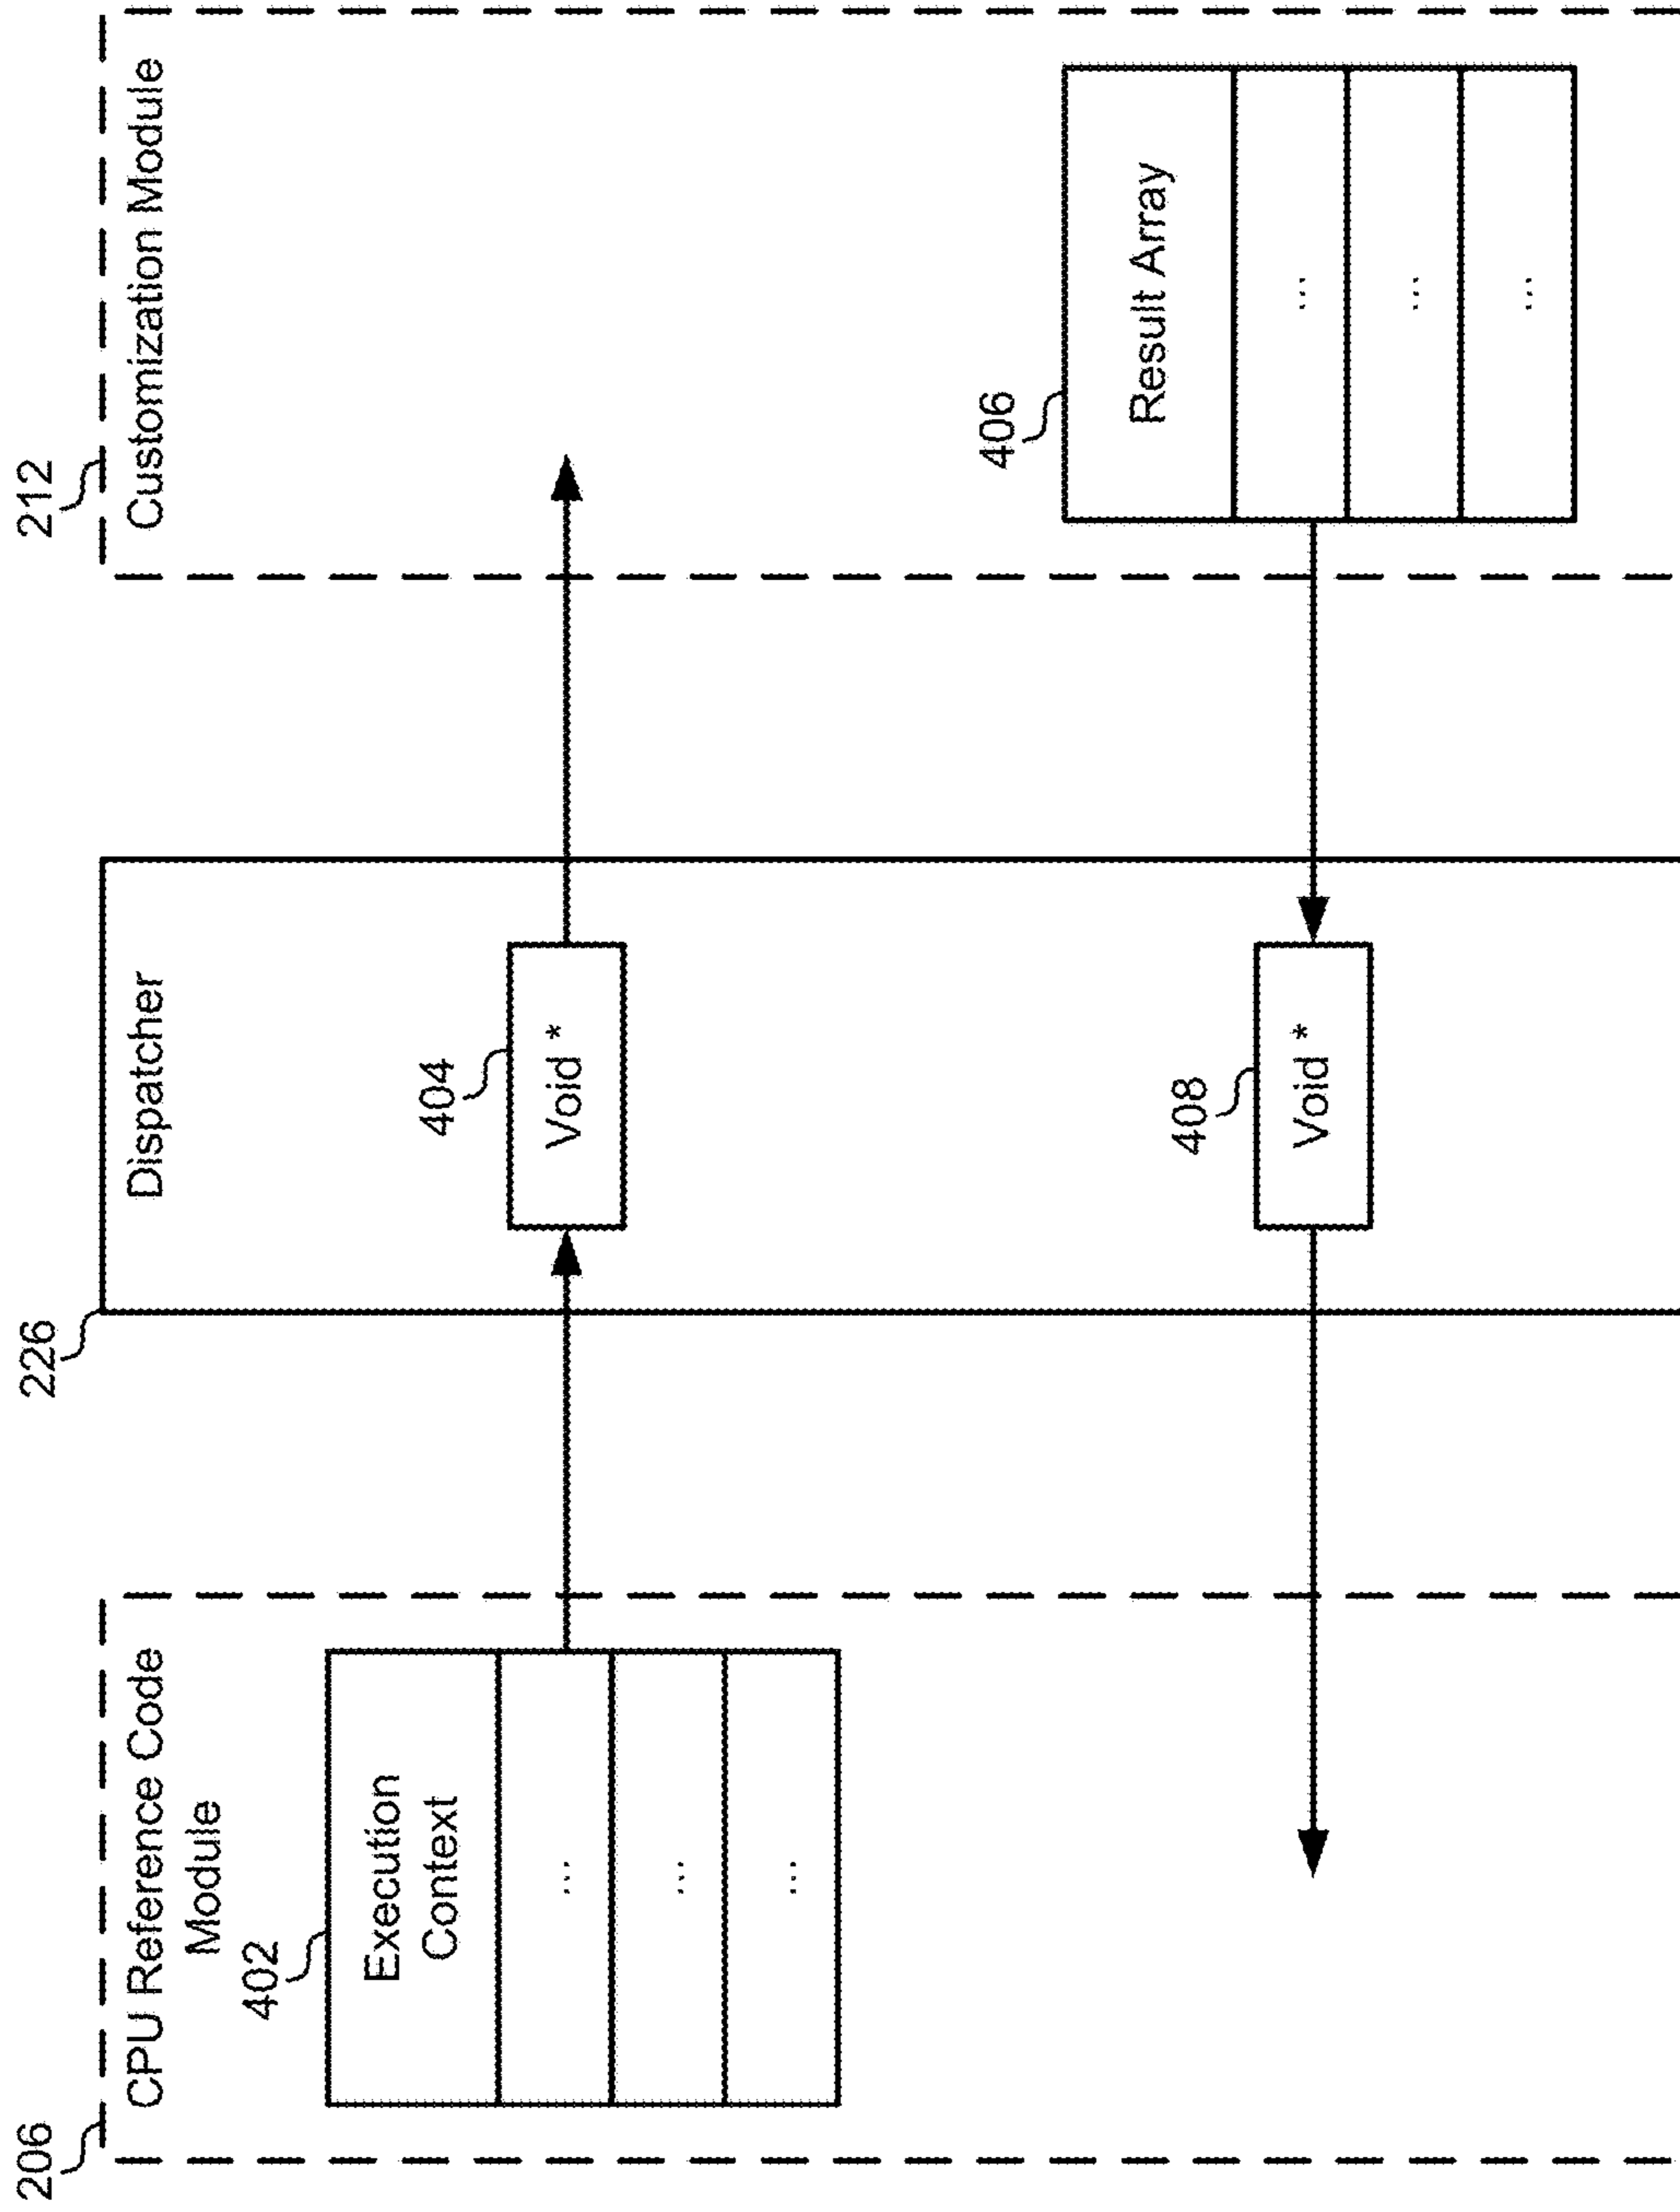 206
CPU Reference Code
Module
402
Execution
Context
...
...
...
226
Dispatcher
404
Void *
408
Void *
212
Customization Module
406
Result Array
...
...
...